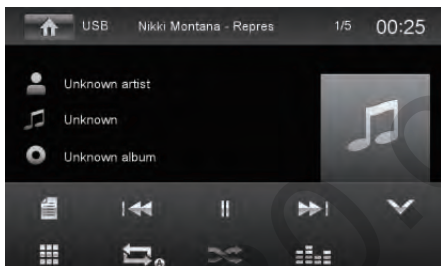 USB Nikki Montana - Repres 1/5 00:25
Unknown artist
Unknown
Unknown album